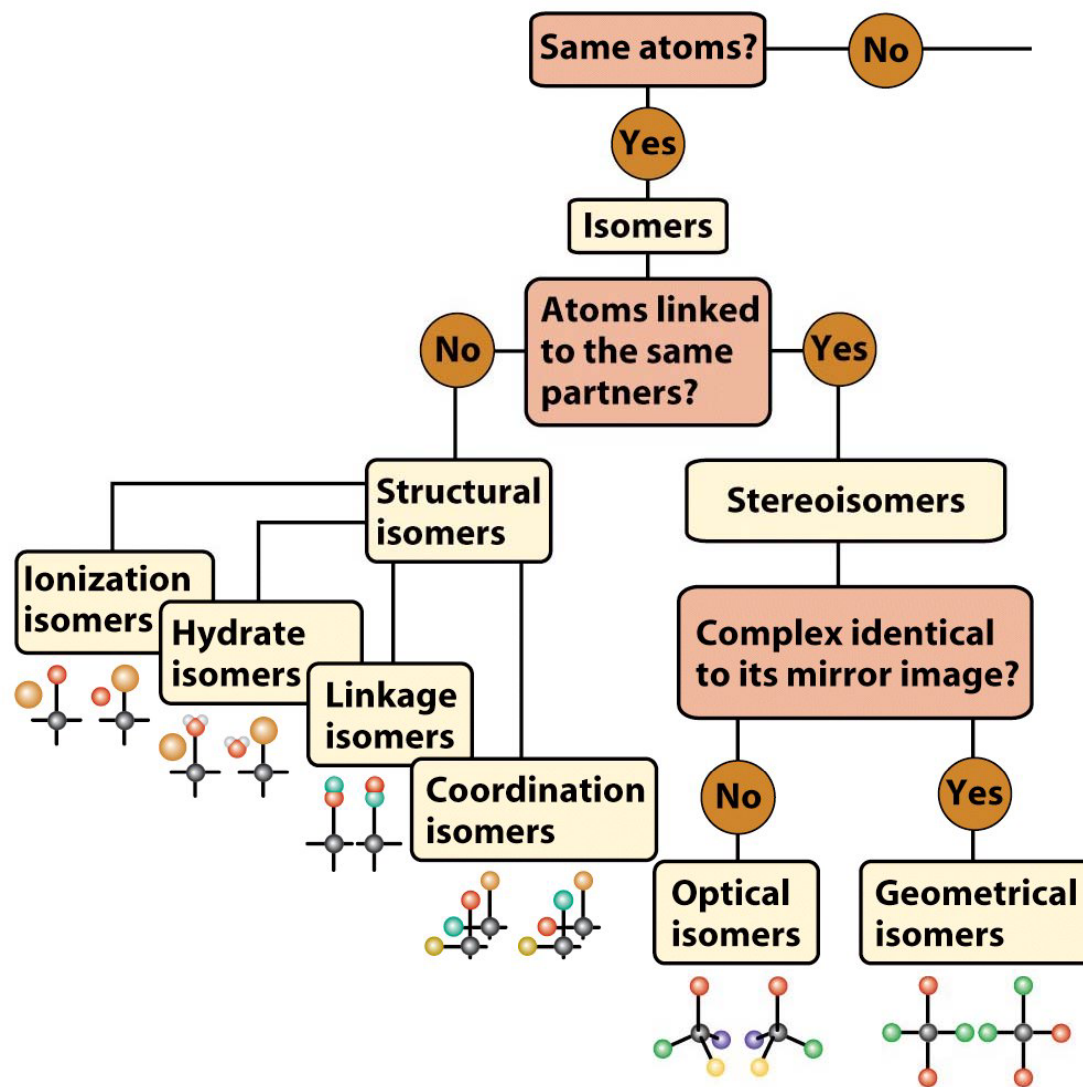 Same atoms?
No
Yes
Isomers
Atoms linked
to the same
partners?
No
Yes
Structural
isomers
Stereoisomers
Ionization
isomers
Hydrate
isomers
Linkage
isomers
Coordination
isomers
Complex identical
to its mirror image?
No
Yes
Optical
isomers
Geometrical
isomers